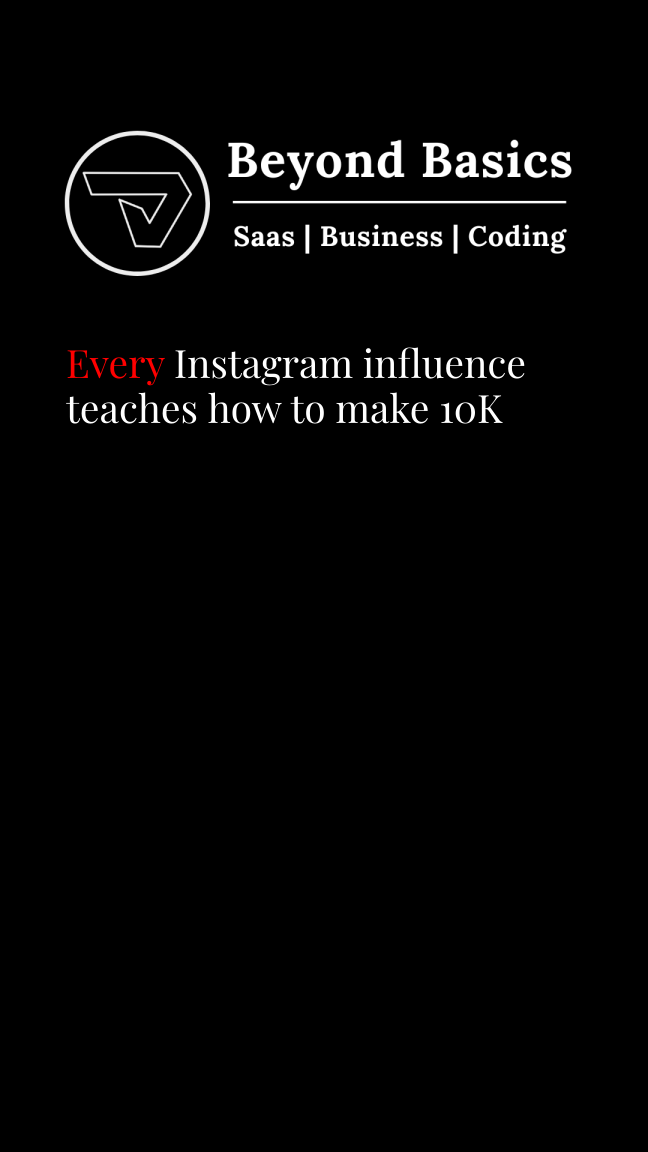 Beyond Basics
Saas | Business | Coding
Every Instagram influence
teaches how to make 10K